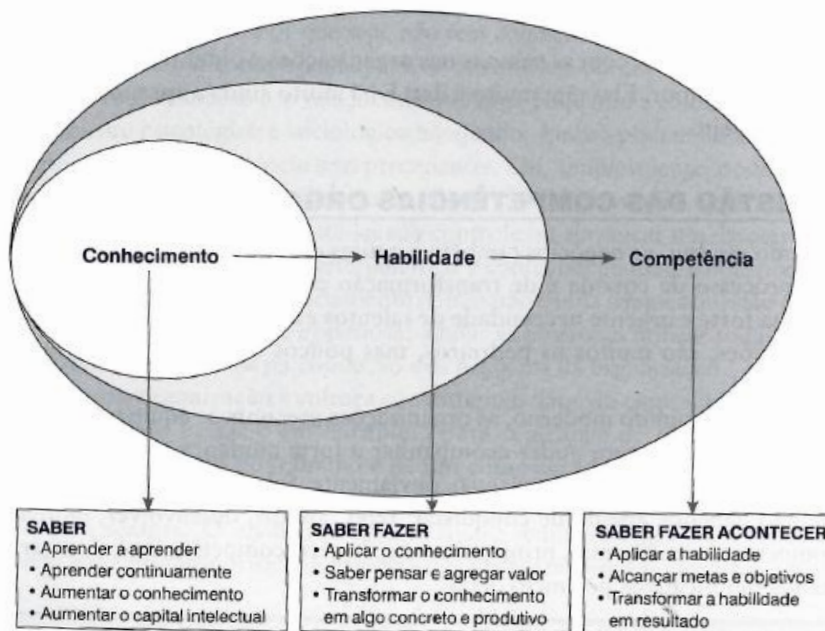 Conhecimento
Habilidade
Competência
SABER
• Aprender a aprender
• Aprender continuamente
• Aumentar o conhecimento
• Aumentar o capital intelectual
SABER FAZER
• Aplicar o conhecimento
• Saber pensar e agregar valor
• Transformar o conhecimento
em algo concreto e produtivo
SABER FAZER ACONTECER
• Aplicar a habilidade
• Alcançar metas e objetivos
• Transformar a habilidade
em resultado